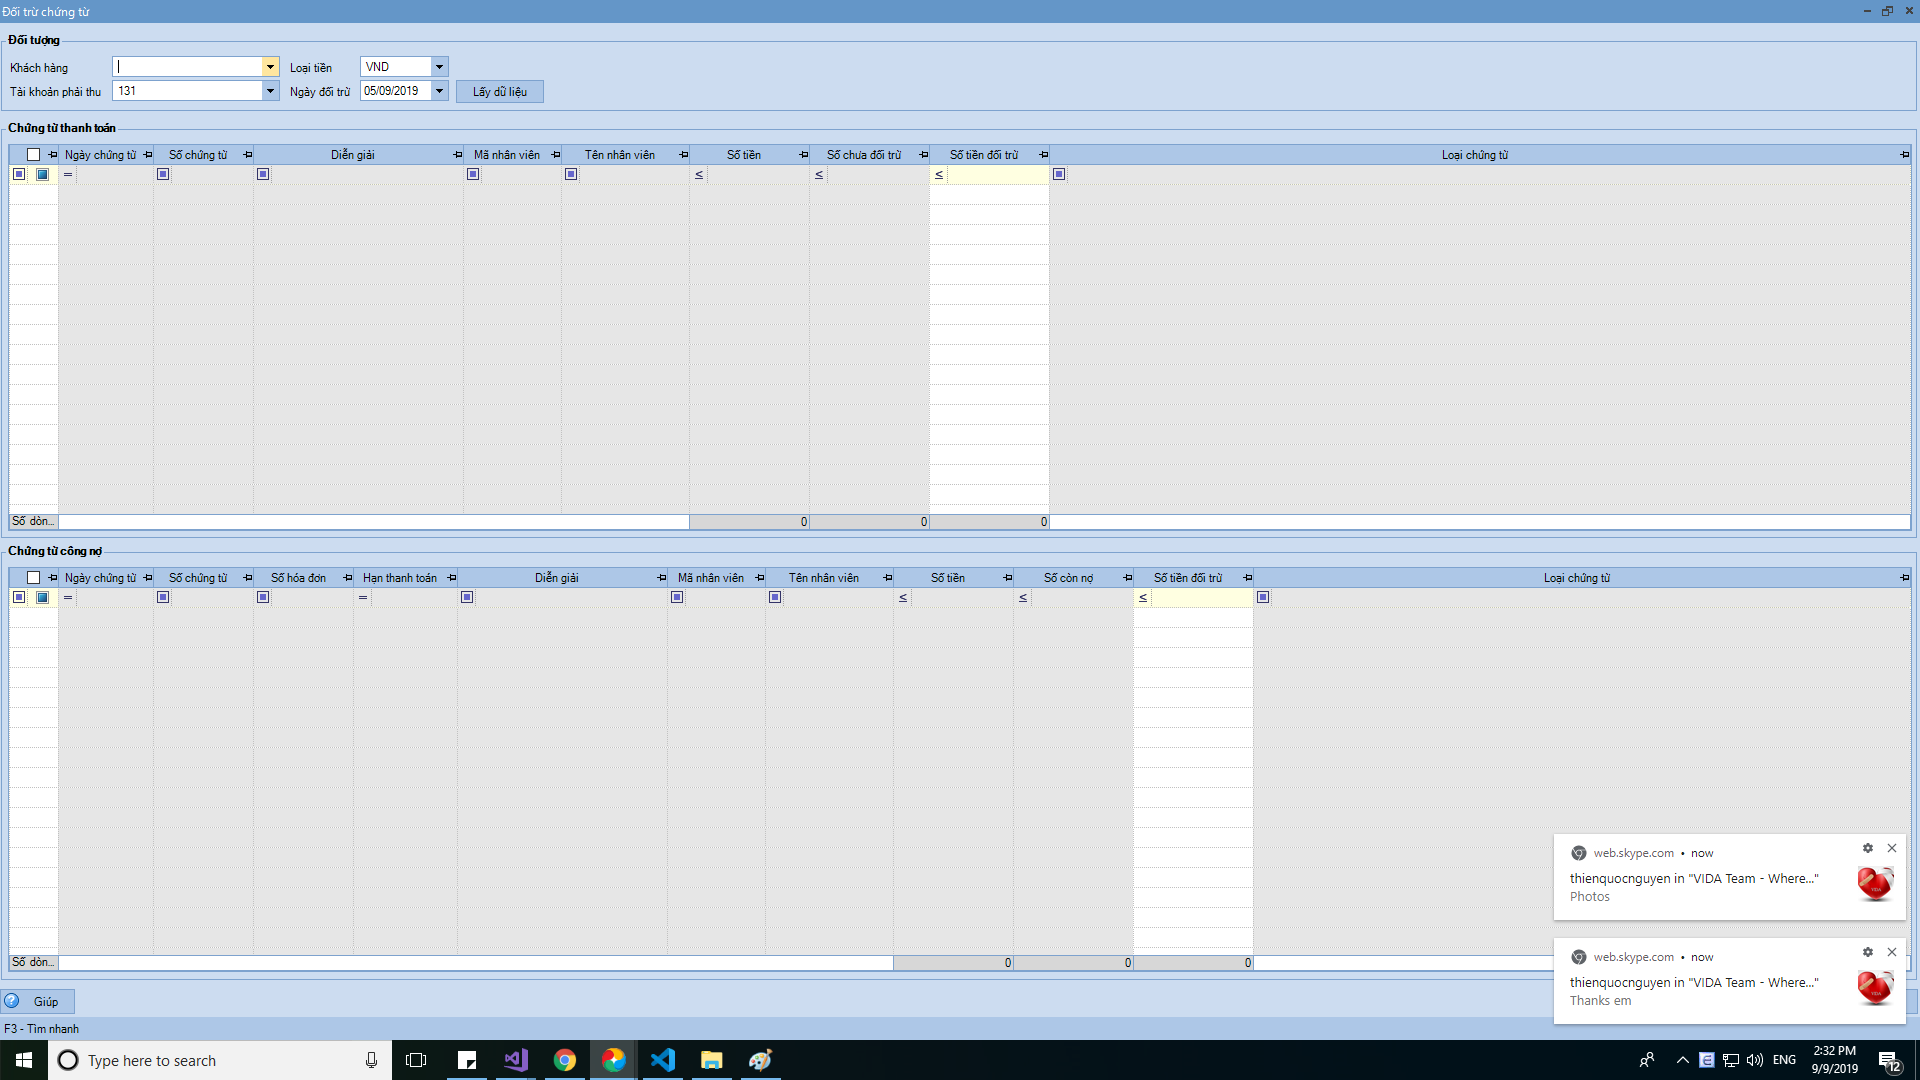 Đối trừ chứng từ
Đối tượng
Khách hàng
Loại tiền
VND
Tài khoản phải thu
131
Ngày đối trừ
05/09/2019
Lấy dữ liệu
Chứng từ thanh toán
Ngày chứng từ Số chứng từ Diễn giải Mã nhân viên Tên nhân viên Số tiền Số chưa đối trừ Số tiền đối trừ Loại chứng từ
= ≤ ≤ ≤
Số dòn... 0 0 0
Chứng từ công nợ
Ngày chứng từ Số chứng từ Số hóa đơn Hạn thanh toán Diễn giải Mã nhân viên Tên nhân viên Số tiền Số còn nợ Số tiền đối trừ Loại chứng từ
= = ≤ ≤ ≤
Số dòn... 0 0 0
web.skype.com • now
thienquocnguyen in "VIDA Team - Where..."
Photos
web.skype.com • now
thienquocnguyen in "VIDA Team - Where..."
Thanks em
Giúp
F3 - Tìm nhanh
Type here to search
ENG
2:32 PM
9/9/2019
12